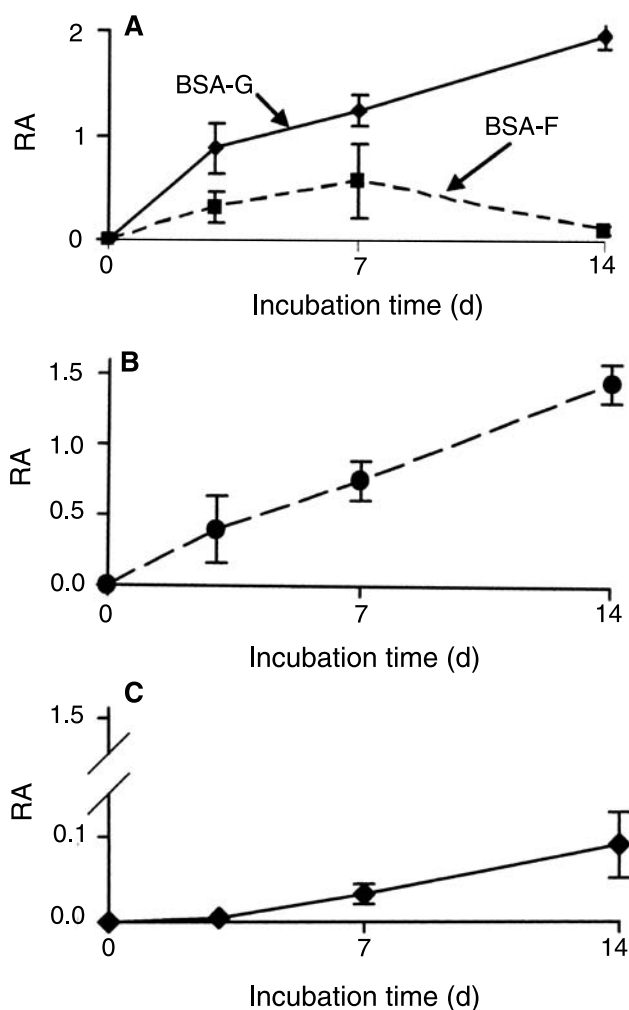 A
2
BSA-G
BSA-F
RA
1
0
0
7
14
Incubation time (d)
B
1.5
1.0
RA
0.5
0.0
0
7
14
Incubation time (d)
C
1.5
RA
0.1
0.0
0
7
14
Incubation time (d)